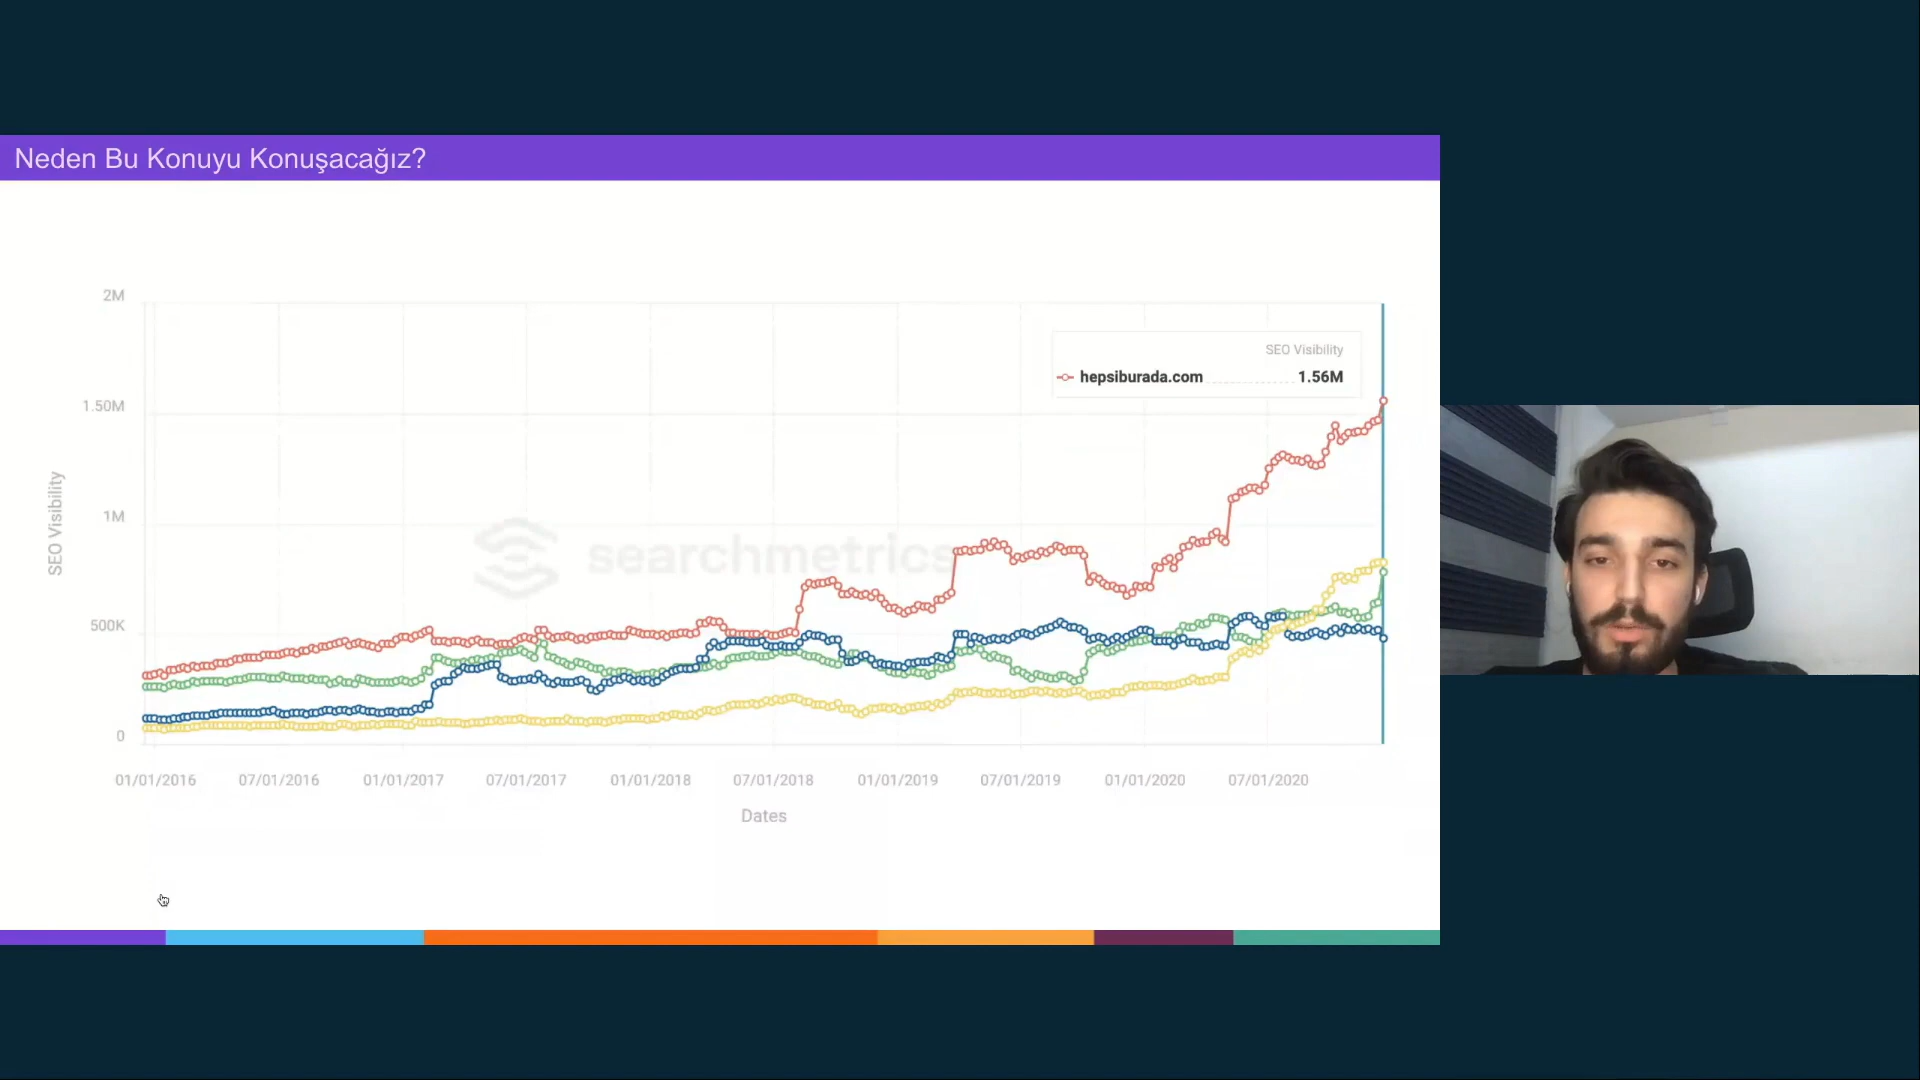 Neden Bu Konuyu Konuşacağız?
2M
1.50M
1M
500K
0
SEO Visibility
SEO Visibility
hepsiburada.com 1.56M
searchmetrics
01/01/2016 07/01/2016 01/01/2017 07/01/2017 01/01/2018 07/01/2018 01/01/2019 07/01/2019 01/01/2020 07/01/2020
Dates